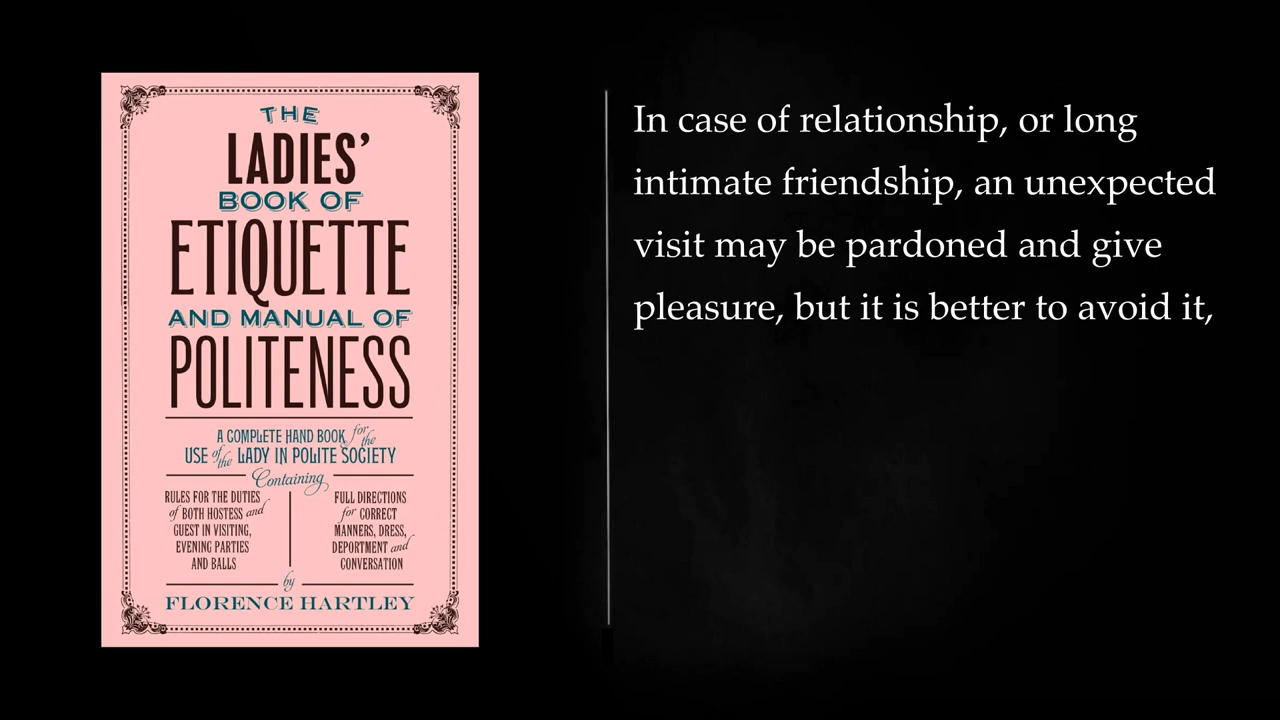 THE
LADIES'
BOOK OF
ETIQUETTE
AND MANUAL OF
POLITENESS
A COMPLETE HAND BOOK for the
USE of the LADY IN POLITE SOCIETY
Containing
RULES FOR THE DUTIES
of BOTH HOSTESS and
GUEST IN VISITING,
EVENING PARTIES
AND BALLS
FULL DIRECTIONS
for CORRECT
MANNERS, DRESS,
DEPORTMENT and
CONVERSATION
by
FLORENCE HARTLEY
In case of relationship, or long
intimate friendship, an unexpected
visit may be pardoned and give
pleasure, but it is better to avoid it,